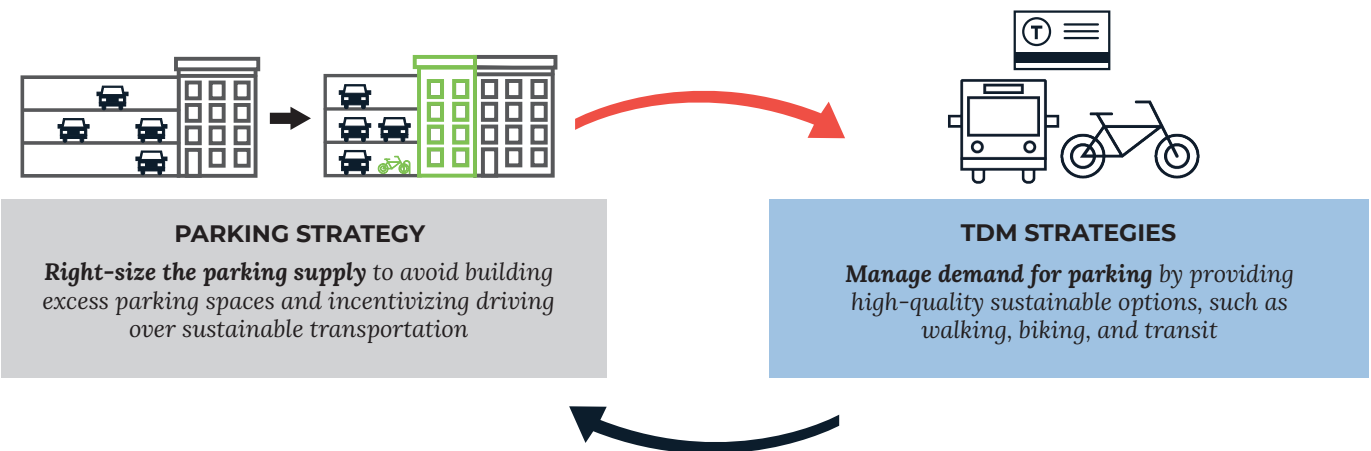 T
PARKING STRATEGY
Right-size the parking supply to avoid building
excess parking spaces and incentivizing driving
over sustainable transportation
TDM STRATEGIES
Manage demand for parking by providing
high-quality sustainable options, such as
walking, biking, and transit